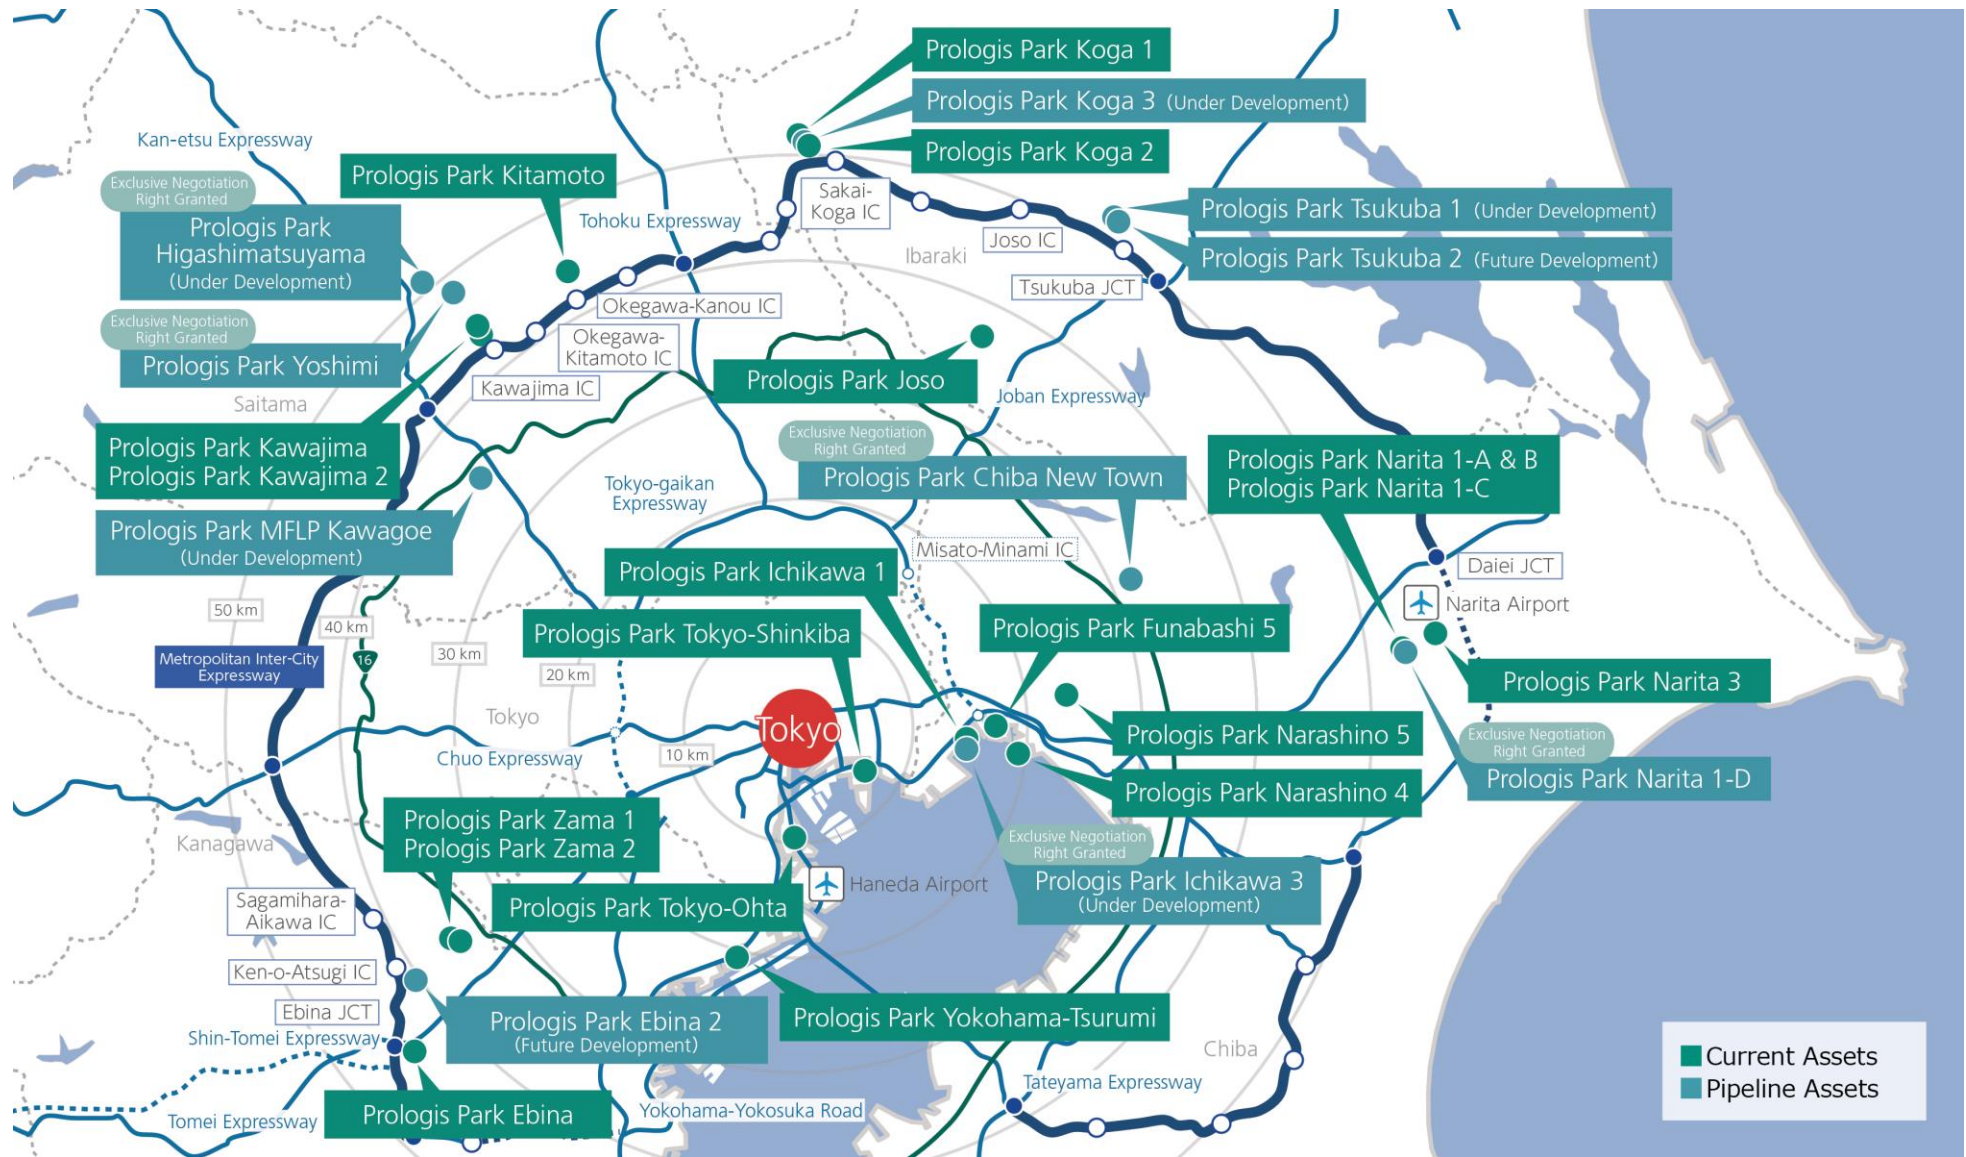 Prologis Park Koga 1
Prologis Park Koga 3 (Under Development)
Prologis Park Koga 2
Kan-etsu Expressway
Prologis Park Kitamoto
Exclusive Negotiation
Right Granted
Prologis Park
Higashimatsuyama
(Under Development)
Tohoku Expressway
Sakai-
Koga IC
Prologis Park Tsukuba 1 (Under Development)
Prologis Park Tsukuba 2 (Future Development)
Joso IC
Ibaraki
Tsukuba JCT
Okegawa-Kanou IC
Okegawa-
Kitamoto IC
Exclusive Negotiation
Right Granted
Prologis Park Yoshimi
Kawajima IC
Saitama
Prologis Park Joso
Joban Expressway
Prologis Park Kawajima
Prologis Park Kawajima 2
Exclusive Negotiation
Right Granted
Prologis Park Chiba New Town
Prologis Park Narita 1-A & B
Prologis Park Narita 1-C
Tokyo-gaikan
Expressway
Prologis Park MFLP Kawagoe
(Under Development)
Misato-Minami IC
Prologis Park Ichikawa 1
Daiei JCT
Narita Airport
50 km
40 km
30 km
20 km
10 km
16
Prologis Park Tokyo-Shinkiba
Prologis Park Funabashi 5
Metropolitan Inter-City
Expressway
Prologis Park Narita 3
Tokyo
Tokyo
Chuo Expressway
Prologis Park Narashino 5
Exclusive Negotiation
Right Granted
Prologis Park Narita 1-D
Prologis Park Narashino 4
Kanagawa
Prologis Park Zama 1
Prologis Park Zama 2
Exclusive Negotiation
Right Granted
Prologis Park Ichikawa 3
(Under Development)
Haneda Airport
Prologis Park Tokyo-Ohta
Sagamihara-
Aikawa IC
Ken-o-Atsugi IC
Ebina JCT
Prologis Park Ebina 2
(Future Development)
Prologis Park Yokohama-Tsurumi
Shin-Tomei Expressway
Chiba
Tateyama Expressway
Prologis Park Ebina
Yokohama-Yokosuka Road
Tomei Expressway
Current Assets
Pipeline Assets